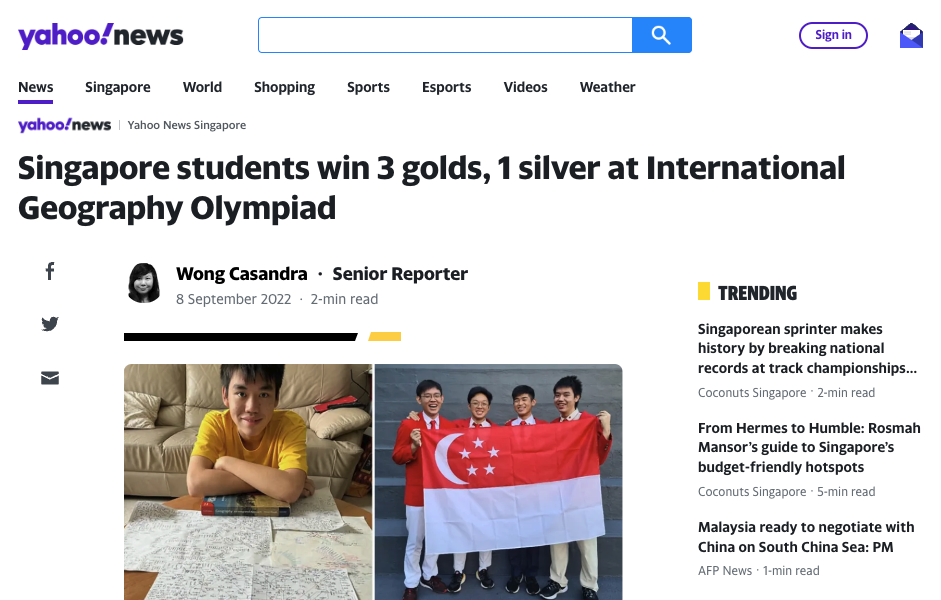 yahoo!news
Sign in
News Singapore World Shopping Sports Esports Videos Weather
yahoo!news Yahoo News Singapore
Singapore students win 3 golds, 1 silver at International
Geography Olympiad
Wong Casandra · Senior Reporter
8 September 2022 · 2-min read
TRENDING
Singaporean sprinter makes
history by breaking national
records at track championships...
Coconuts Singapore · 2-min read
From Hermes to Humble: Rosmah
Mansor’s guide to Singapore’s
budget-friendly hotspots
Coconuts Singapore · 5-min read
Malaysia ready to negotiate with
China on South China Sea: PM
AFP News · 1-min read